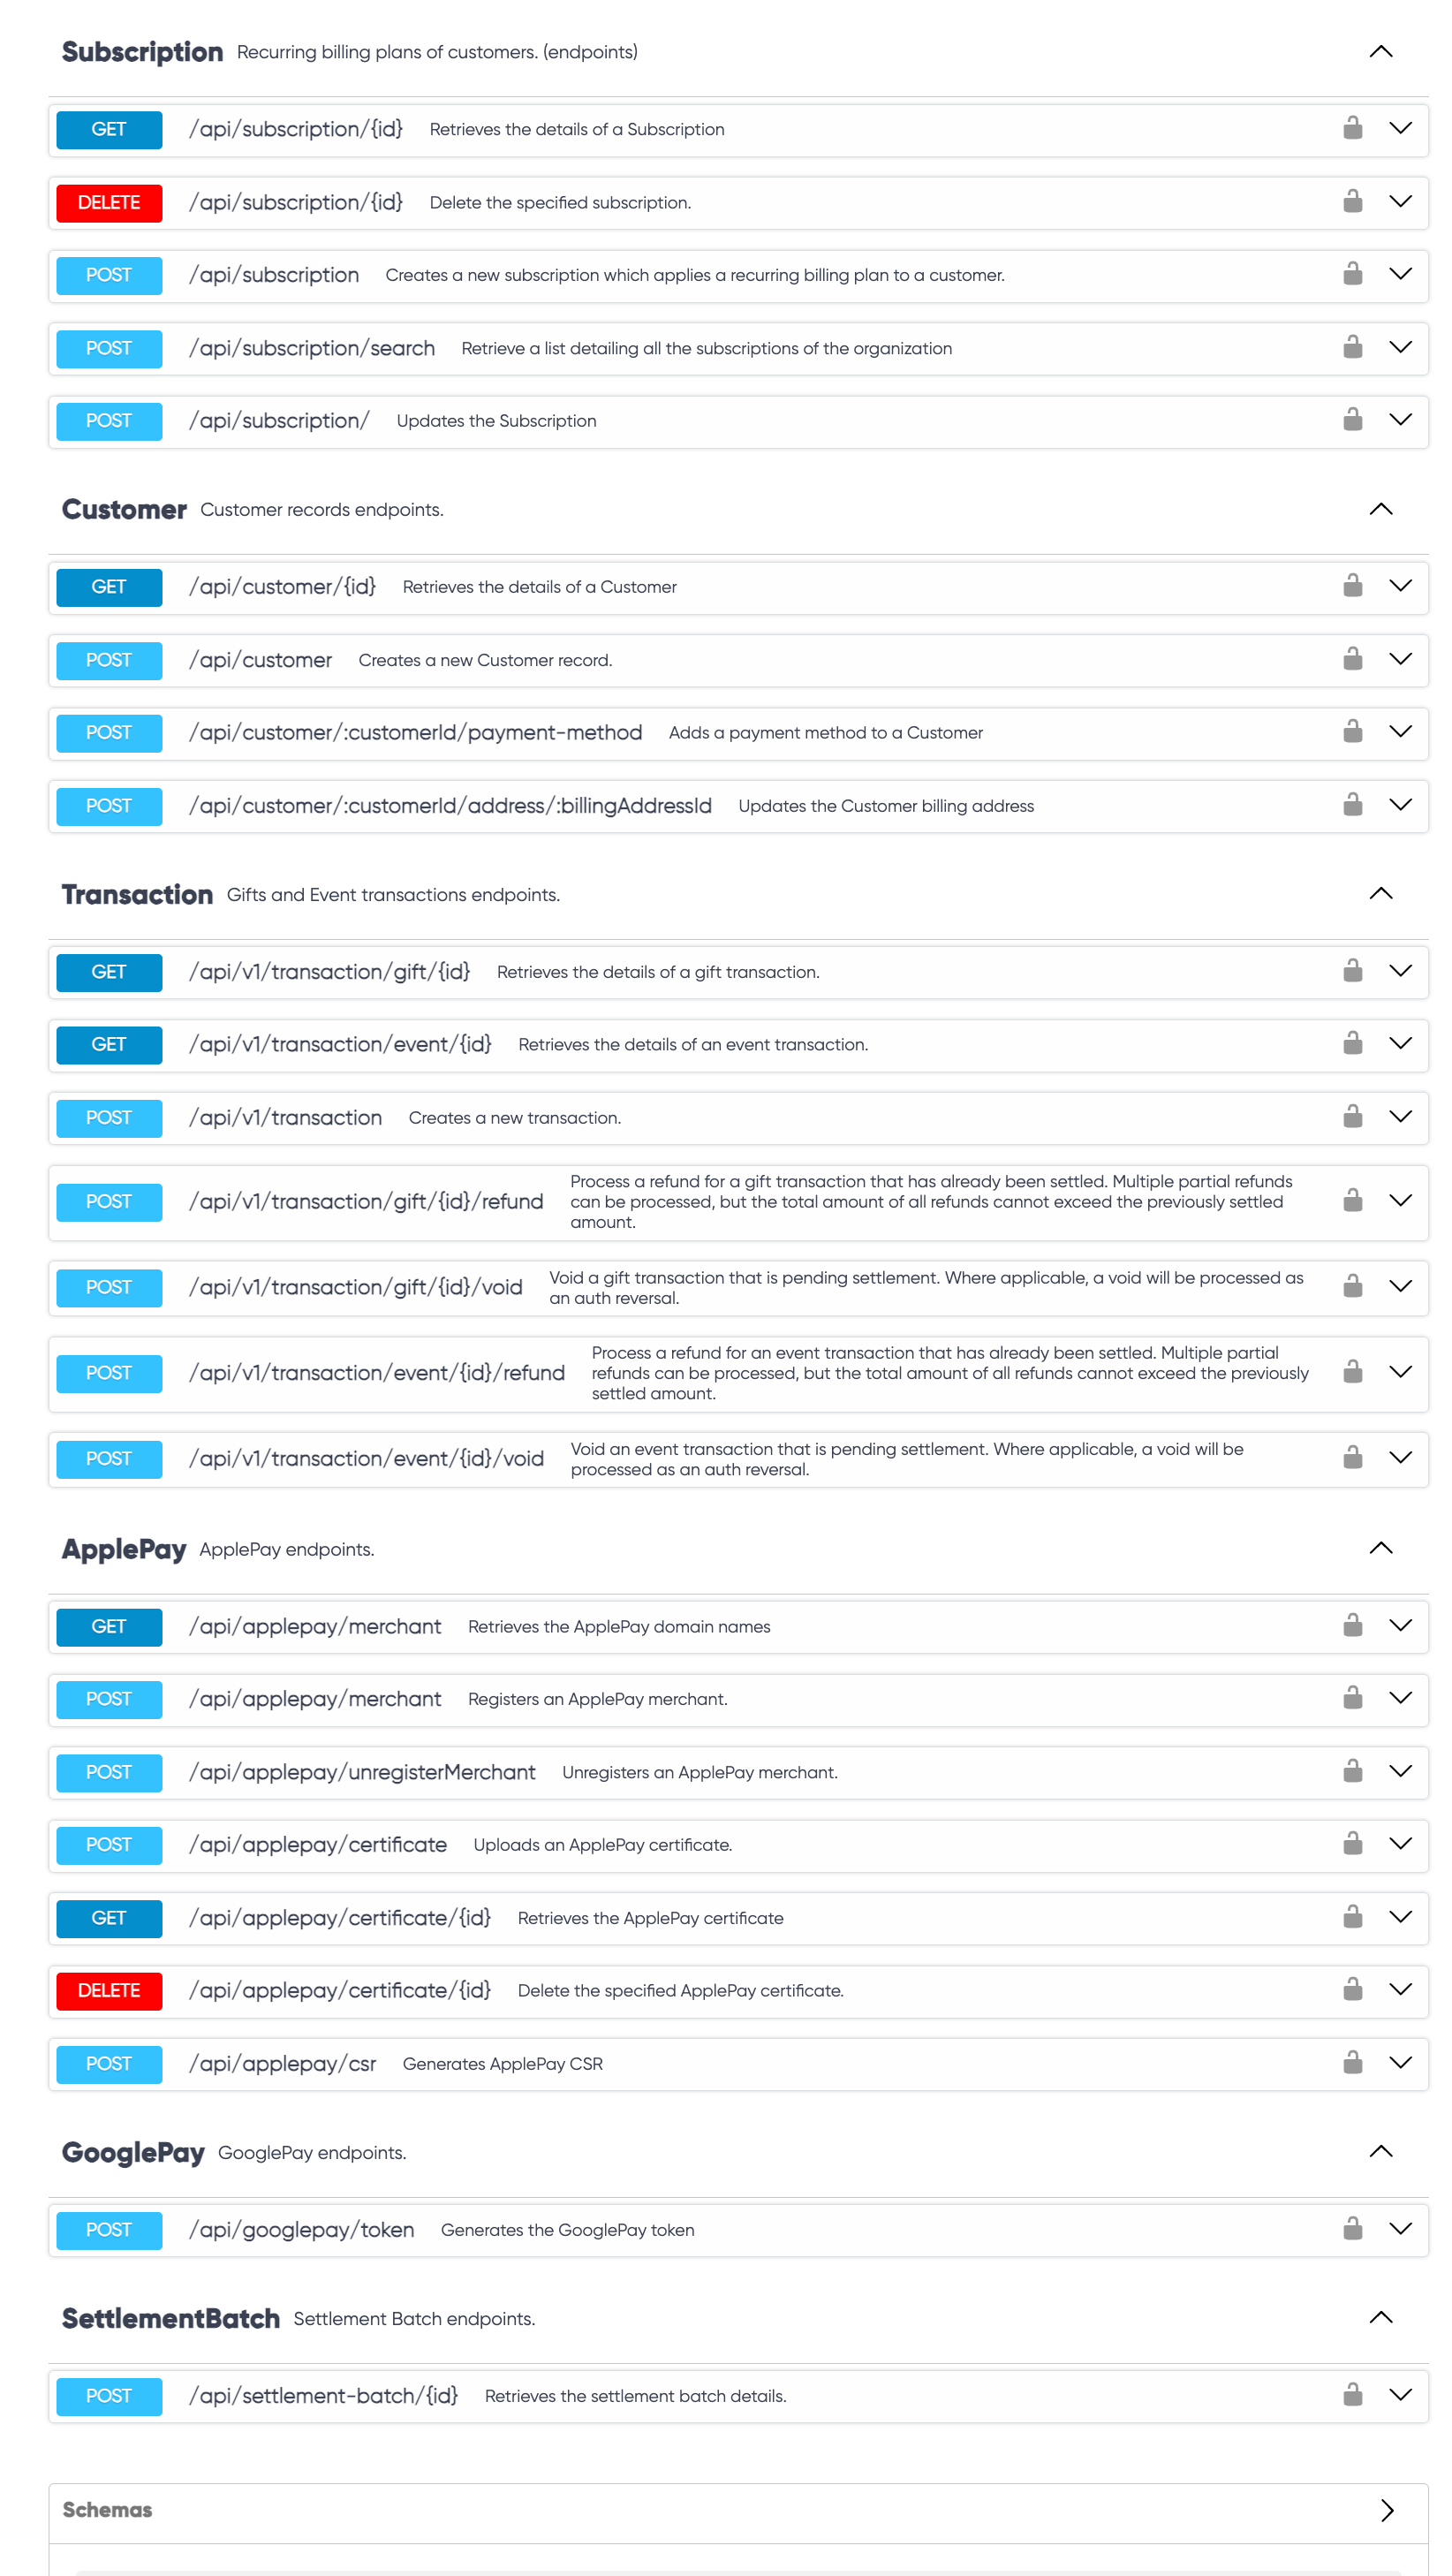 Subscription Recurring billing plans of customers. (endpoints)
GET /api/subscription/{id} Retrieves the details of a Subscription
DELETE /api/subscription/{id} Delete the specified subscription.
POST /api/subscription Creates a new subscription which applies a recurring billing plan to a customer.
POST /api/subscription/search Retrieve a list detailing all the subscriptions of the organization
POST /api/subscription/ Updates the Subscription
Customer Customer records endpoints.
GET /api/customer/{id} Retrieves the details of a Customer
POST /api/customer Creates a new Customer record.
POST /api/customer/:customerId/payment-method Adds a payment method to a Customer
POST /api/customer/:customerId/address/:billingAddressId Updates the Customer billing address
Transaction Gifts and Event transactions endpoints.
GET /api/v1/transaction/gift/{id} Retrieves the details of a gift transaction.
GET /api/v1/transaction/event/{id} Retrieves the details of an event transaction.
POST /api/v1/transaction Creates a new transaction.
POST /api/v1/transaction/gift/{id}/refund Process a refund for a gift transaction that has already been settled. Multiple partial refunds
can be processed, but the total amount of all refunds cannot exceed the previously settled
amount.
POST /api/v1/transaction/gift/{id}/void Void a gift transaction that is pending settlement. Where applicable, a void will be processed as
an auth reversal.
POST /api/v1/transaction/event/{id}/refund Process a refund for an event transaction that has already been settled. Multiple partial
refunds can be processed, but the total amount of all refunds cannot exceed the previously
settled amount.
POST /api/v1/transaction/event/{id}/void Void an event transaction that is pending settlement. Where applicable, a void will be
processed as an auth reversal.
ApplePay ApplePay endpoints.
GET /api/applepay/merchant Retrieves the ApplePay domain names
POST /api/applepay/merchant Registers an ApplePay merchant.
POST /api/applepay/unregisterMerchant Unregisters an ApplePay merchant.
POST /api/applepay/certificate Uploads an ApplePay certificate.
GET /api/applepay/certificate/{id} Retrieves the ApplePay certificate
DELETE /api/applepay/certificate/{id} Delete the specified ApplePay certificate.
POST /api/applepay/csr Generates ApplePay CSR
GooglePay GooglePay endpoints.
POST /api/googlepay/token Generates the GooglePay token
SettlementBatch Settlement Batch endpoints.
POST /api/settlement-batch/{id} Retrieves the settlement batch details.
Schemas